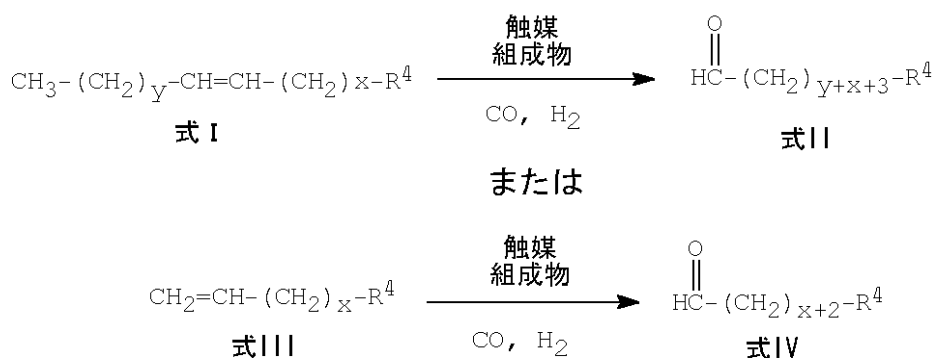 触媒
組成物
CH3-(CH2)y-CH=CH-(CH2)x-R4
CO, H2
O
HC-(CH2)y+x+3-R4
式 I
式II
または
触媒
組成物
CH2=CH-(CH2)x-R4
CO, H2
O
HC-(CH2)x+2-R4
式III
式IV